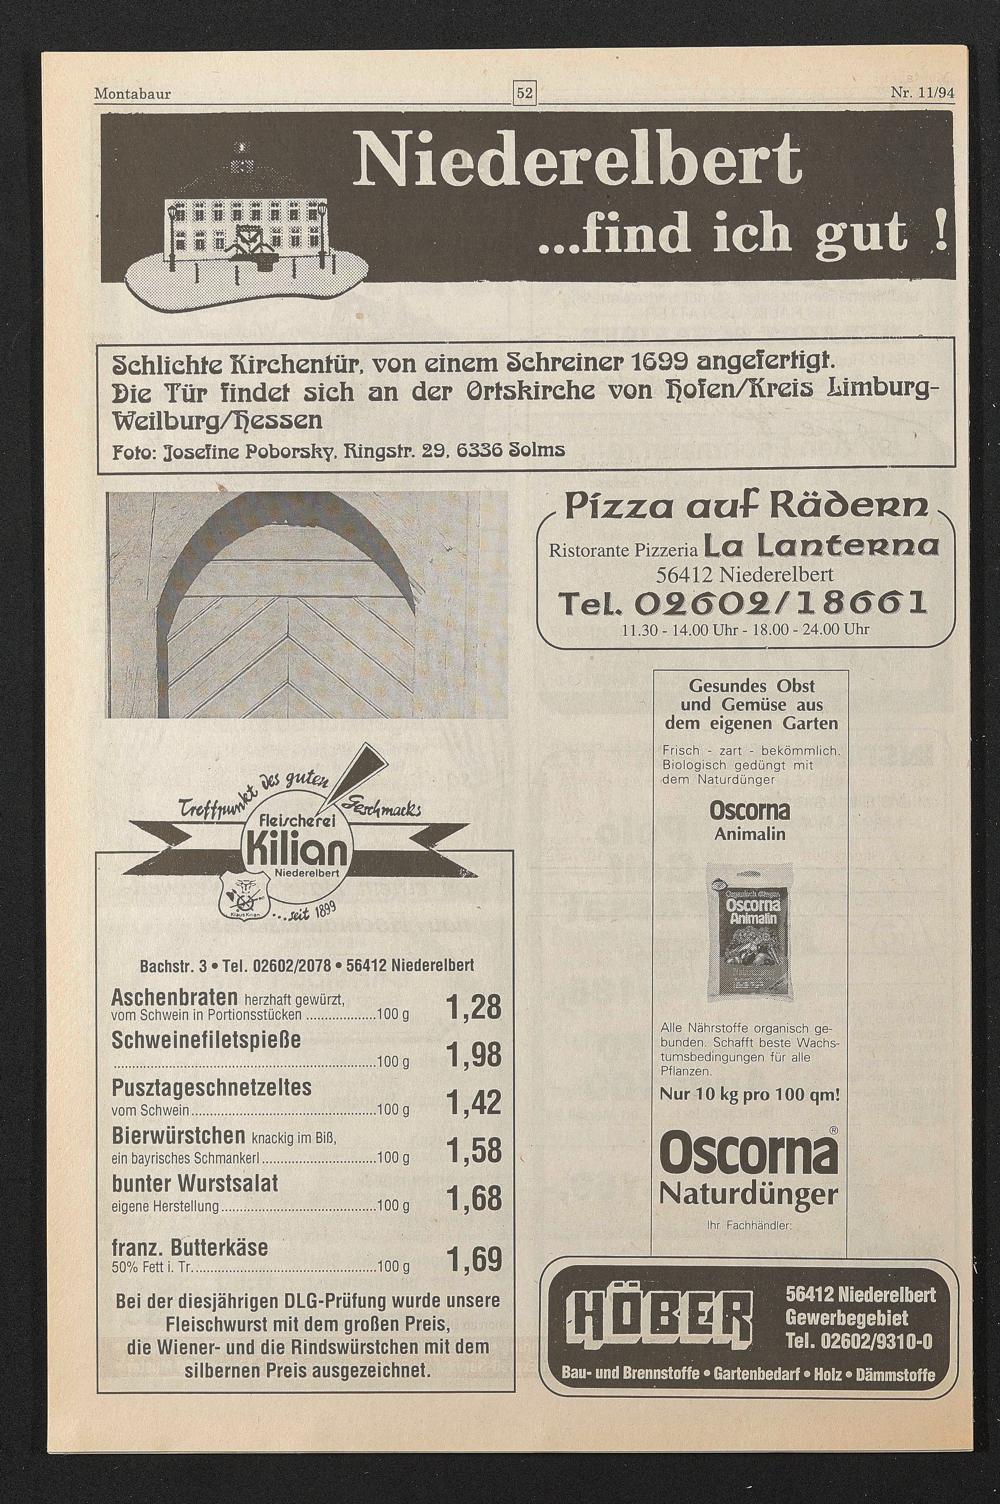 Montabaur
52
Nr. 11/94
Niederelbert
...find ich gut !
Schlichte Kirchentür, von einem Schreiner 1699 angefertigt.
Die Tür findet sich an der Ortskirche von Hofen/Kreis Limburg-
Weilburg/Hessen
Foto: Josefine Poborsky, Ringstr. 29, 6336 Solms
Pizza auf Rädern
Ristorante Pizzeria La Lanterna
56412 Niederelbert
Tel. 02602/18661
11.30 - 14.00 Uhr - 18.00 - 24.00 Uhr
Treffpunkt des guten Geschmacks
Fleischerei
Kilian
Niederelbert
Klaus Kilian
...seit 1899
Bachstr. 3 • Tel. 02602/2078 • 56412 Niederelbert
Aschenbraten herzhaft gewürzt,
vom Schwein in Portionsstücken ..................100 g 1,28
Schweinefiletspieße
..................100 g 1,98
Pusztageschnetzeltes
vom Schwein..................100 g 1,42
Bierwürstchen knackig im Biß,
ein bayrisches Schmankerl..................100 g 1,58
bunter Wurstsalat
eigene Herstellung..................100 g 1,68
franz. Butterkäse
50% Fett i. Tr...................100 g 1,69
Bei der diesjährigen DLG-Prüfung wurde unsere
Fleischwurst mit dem großen Preis,
die Wiener- und die Rindswürstchen mit dem
silbernen Preis ausgezeichnet.
Gesundes Obst
und Gemüse aus
dem eigenen Garten
Frisch - zart - bekömmlich.
Biologisch gedüngt mit
dem Naturdünger
Oscorna
Animalin
Organisch düngen
Oscorna
Animalin
Alle Nährstoffe organisch ge-
bunden. Schafft beste Wachs-
tumsbedingungen für alle
Pflanzen.
Nur 10 kg pro 100 qm!
Oscorna®
Naturdünger
Ihr Fachhändler:
HÖBER
56412 Niederelbert
Gewerbegebiet
Tel. 02602/9310-0
Bau- und Brennstoffe • Gartenbedarf • Holz • Dämmstoffe